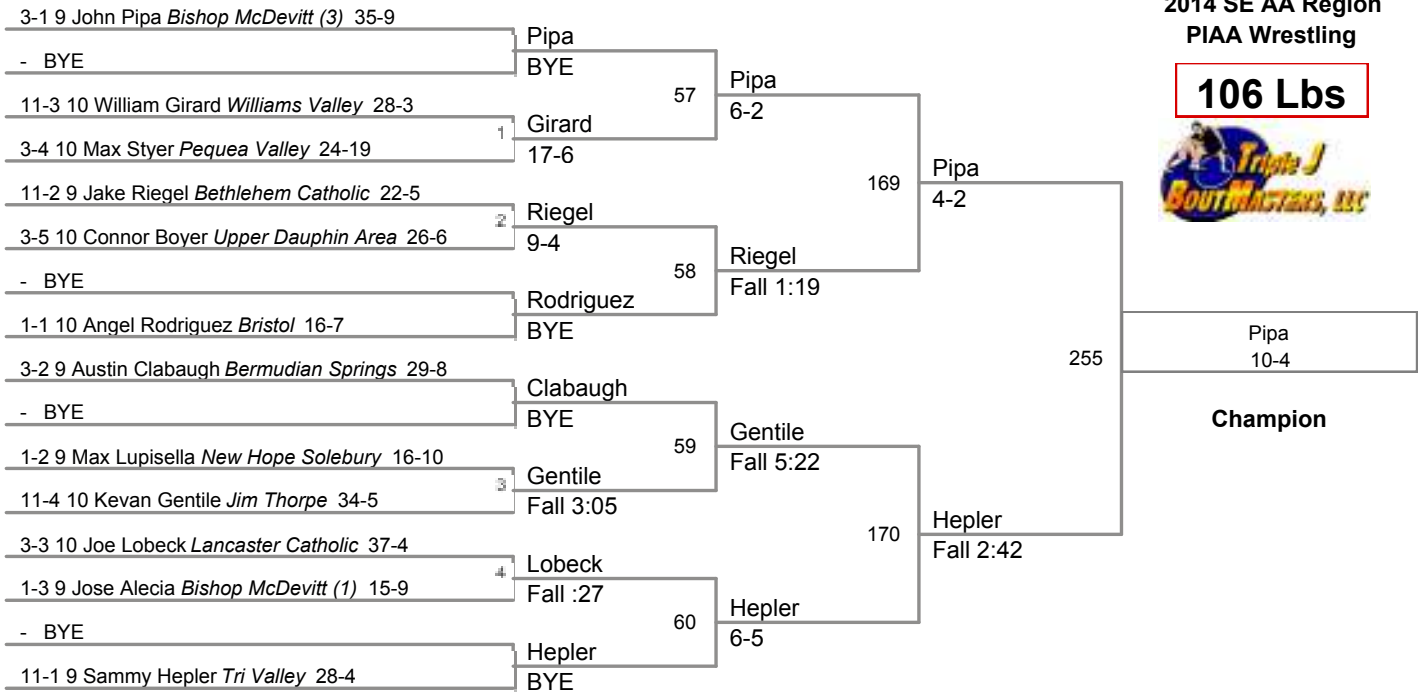 2014 SE AA Region
PIAA Wrestling
106 Lbs
Triple J
BoutMasters, LLC
3-1 9 John Pipa Bishop McDevitt (3) 35-9
- BYE
11-3 10 William Girard Williams Valley 28-3
3-4 10 Max Styer Pequea Valley 24-19
11-2 9 Jake Riegel Bethlehem Catholic 22-5
3-5 10 Connor Boyer Upper Dauphin Area 26-6
- BYE
1-1 10 Angel Rodriguez Bristol 16-7
3-2 9 Austin Clabaugh Bermudian Springs 29-8
- BYE
1-2 9 Max Lupisella New Hope Solebury 16-10
11-4 10 Kevan Gentile Jim Thorpe 34-5
3-3 10 Joe Lobeck Lancaster Catholic 37-4
1-3 9 Jose Alecia Bishop McDevitt (1) 15-9
- BYE
11-1 9 Sammy Hepler Tri Valley 28-4
Pipa
BYE
1
Girard
17-6
2
Riegel
9-4
Rodriguez
BYE
Clabaugh
BYE
3
Gentile
Fall 3:05
4
Lobeck
Fall :27
Hepler
BYE
57
Pipa
6-2
58
Riegel
Fall 1:19
59
Gentile
Fall 5:22
60
Hepler
6-5
169
Pipa
4-2
170
Hepler
Fall 2:42
255
Pipa
10-4
Champion